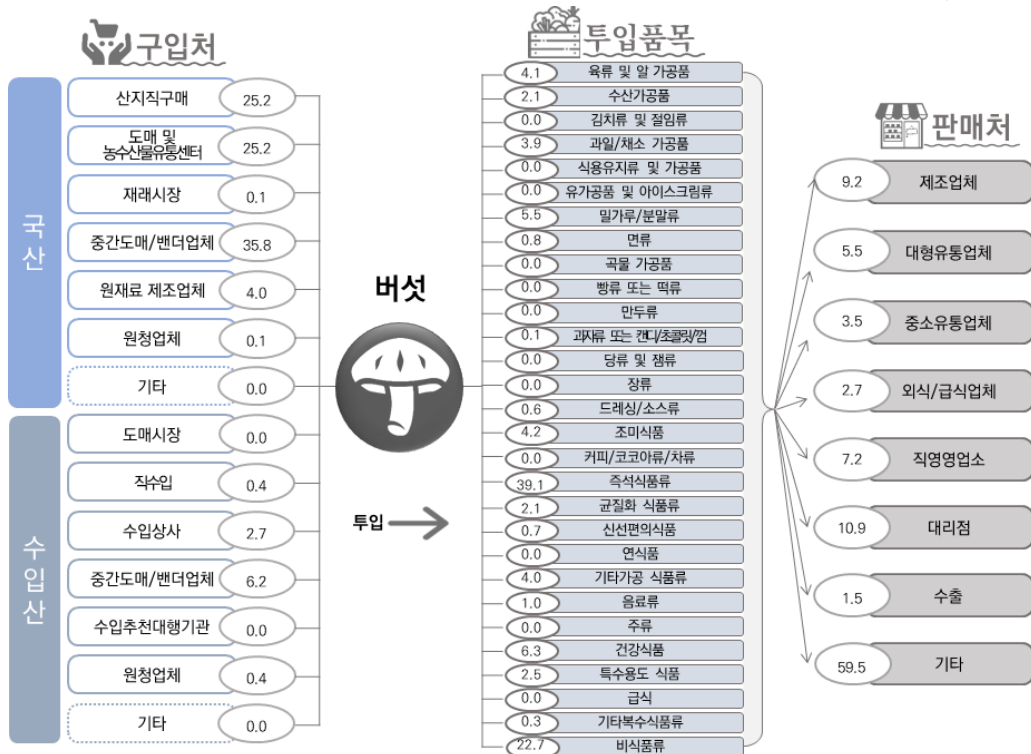 구입처
국산
산지직구매 25.2
도매 및
농수산물유통센터 25.2
재래시장 0.1
중간도매/밴더업체 35.8
원재료 제조업체 4.0
원청업체 0.1
기타 0.0
수입산
도매시장 0.0
직수입 0.4
수입상사 2.7
중간도매/밴더업체 6.2
수입추천대행기관 0.0
원청업체 0.4
기타 0.0
버섯
투입
투입품목
4.1 육류 및 알 가공품
2.1 수산가공품
0.0 김치류 및 절임류
3.9 과일/채소 가공품
0.0 식용유지류 및 가공품
0.0 유가공품 및 아이스크림류
5.5 밀가루/분말류
0.8 면류
0.0 곡물 가공품
0.0 빵류 또는 떡류
0.0 만두류
0.1 과자류 또는 캔디/초콜릿/껌
0.0 당류 및 잼류
0.0 장류
0.6 드레싱/소스류
4.2 조미식품
0.0 커피/코코아류/차류
39.1 즉석식품류
2.1 균질화 식품류
0.7 신선편의식품
0.0 연식품
4.0 기타가공 식품류
1.0 음료류
0.0 주류
6.3 건강식품
2.5 특수용도 식품
0.0 급식
0.3 기타복수식품류
22.7 비식품류
판매처
9.2 제조업체
5.5 대형유통업체
3.5 중소유통업체
2.7 외식/급식업체
7.2 직영영업소
10.9 대리점
1.5 수출
59.5 기타